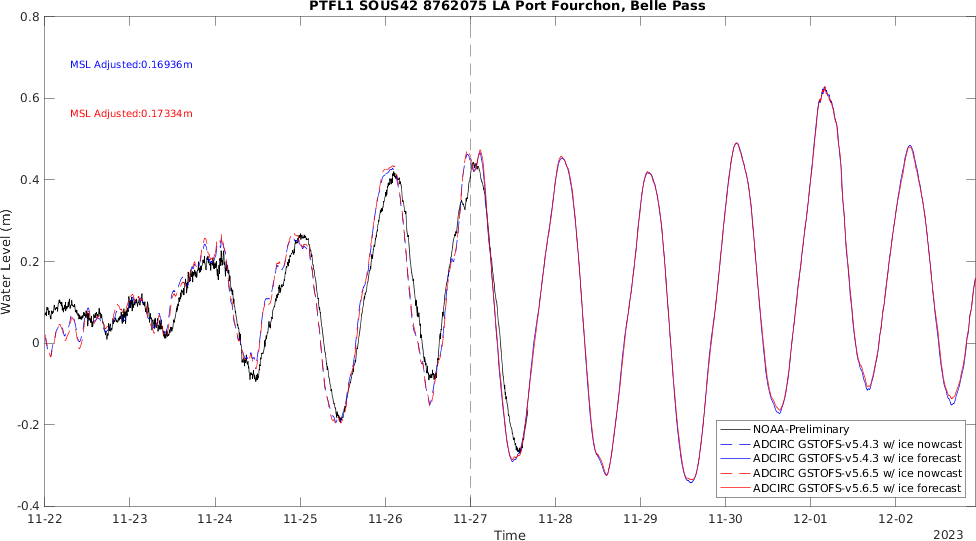 PTFL1 SOUS42 8762075 LA Port Fourchon, Belle Pass
0.8
MSL Adjusted:0.16936m
0.6
MSL Adjusted:0.17334m
0.4
0.2
Water Level (m)
0
-0.2
NOAA-Preliminary
ADCIRC GSTOFS-v5.4.3 w/ ice nowcast
ADCIRC GSTOFS-v5.4.3 w/ ice forecast
ADCIRC GSTOFS-v5.6.5 w/ ice nowcast
ADCIRC GSTOFS-v5.6.5 w/ ice forecast
-0.4
11-22 11-23 11-24 11-25 11-26 11-27 11-28 11-29 11-30 12-01 12-02
Time
2023